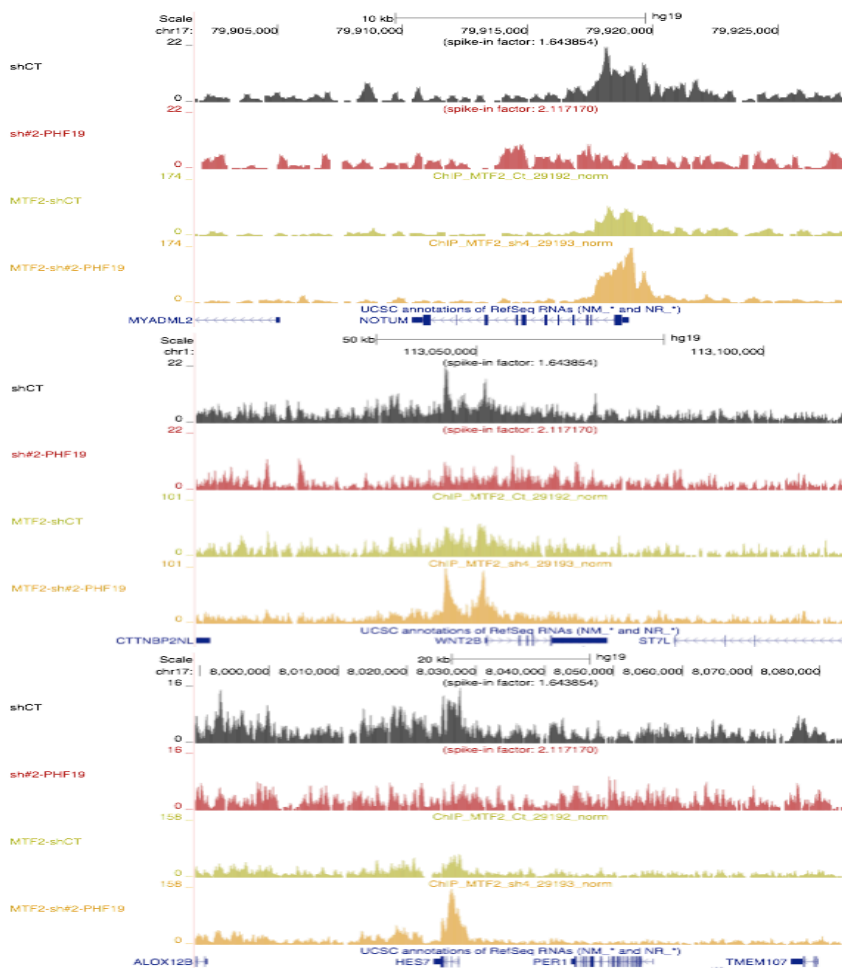 Scale 10 kb hg19
chr17: 79,905,000 79,910,000 79,915,000 79,920,000 79,925,000
22 (spike-in factor: 1.643854)
shCT
0
22 (spike-in factor: 2.117170)
sh#2-PHF19
0
174 ChIP_MTF2_Ct_29192_norm
MTF2-shCT
0
174 ChIP_MTF2_sh4_29193_norm
MTF2-sh#2-PHF19
0
UCSC annotations of RefSeq RNAs (NM_* and NR_*)
MYADML2 NOTUM
Scale 50 kb hg19
chr1: 113,050,000 113,100,000
22 (spike-in factor: 1.643854)
shCT
0
22 (spike-in factor: 2.117170)
sh#2-PHF19
0
101 ChIP_MTF2_Ct_29192_norm
MTF2-shCT
0
101 ChIP_MTF2_sh4_29193_norm
MTF2-sh#2-PHF19
0
UCSC annotations of RefSeq RNAs (NM_* and NR_*)
CTTNBP2NL WNT2B ST7L
Scale 20 kb hg19
chr17: 8,000,000 8,010,000 8,020,000 8,030,000 8,040,000 8,050,000 8,060,000 8,070,000 8,080,000
16 (spike-in factor: 1.643854)
shCT
0
16 (spike-in factor: 2.117170)
sh#2-PHF19
0
158 ChIP_MTF2_Ct_29192_norm
MTF2-shCT
0
158 ChIP_MTF2_sh4_29193_norm
MTF2-sh#2-PHF19
0
UCSC annotations of RefSeq RNAs (NM_* and NR_*)
ALOX12B HES7 PER1 TMEM107